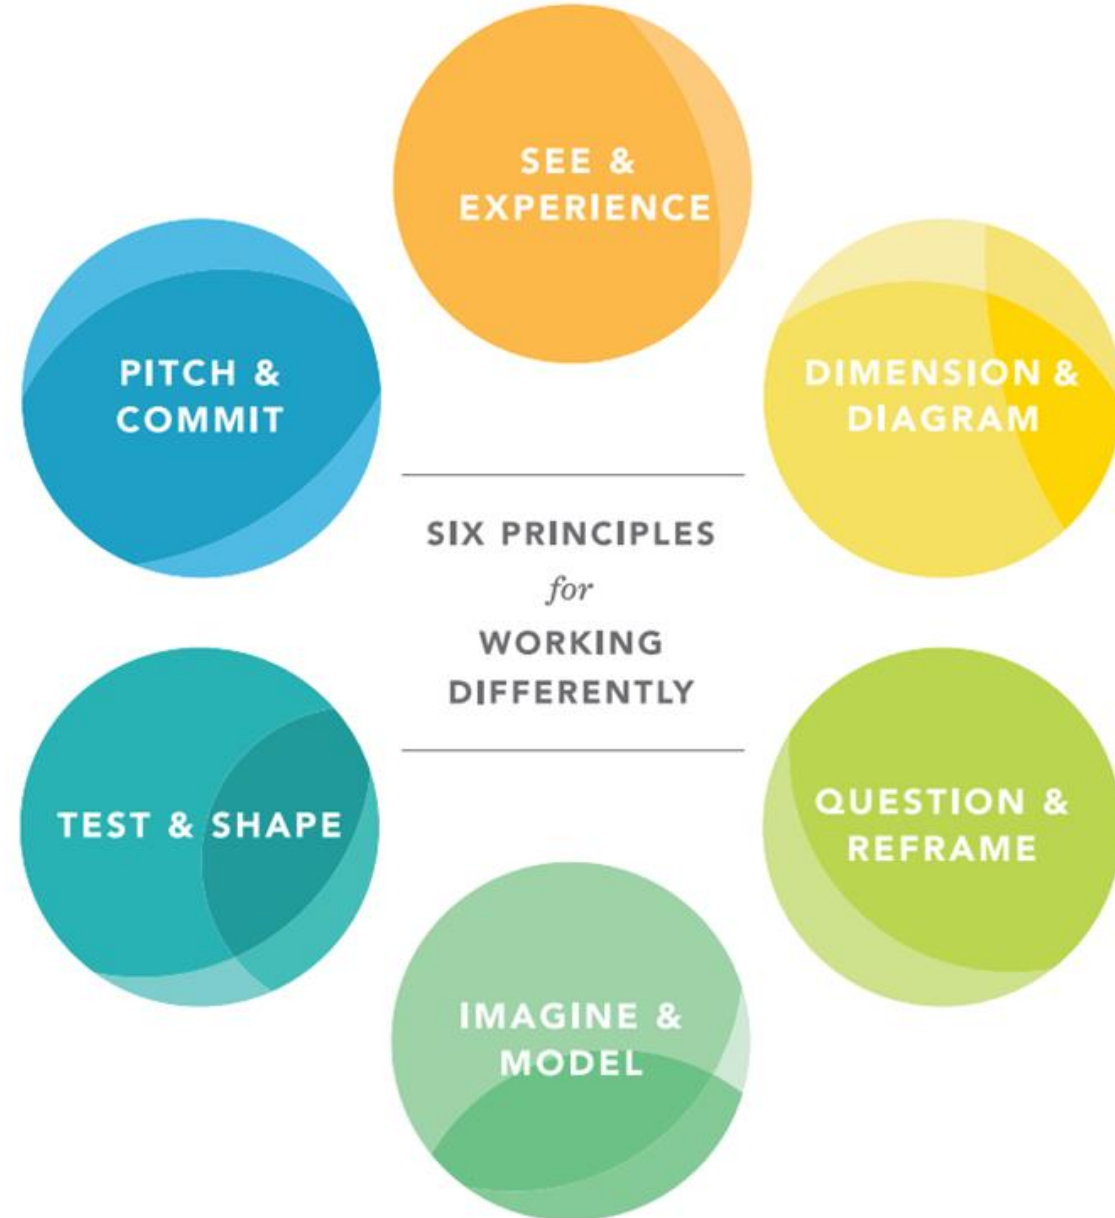 SEE &
EXPERIENCE
DIMENSION &
DIAGRAM
QUESTION &
REFRAME
IMAGINE &
MODEL
TEST & SHAPE
PITCH &
COMMIT
SIX PRINCIPLES
for
WORKING
DIFFERENTLY